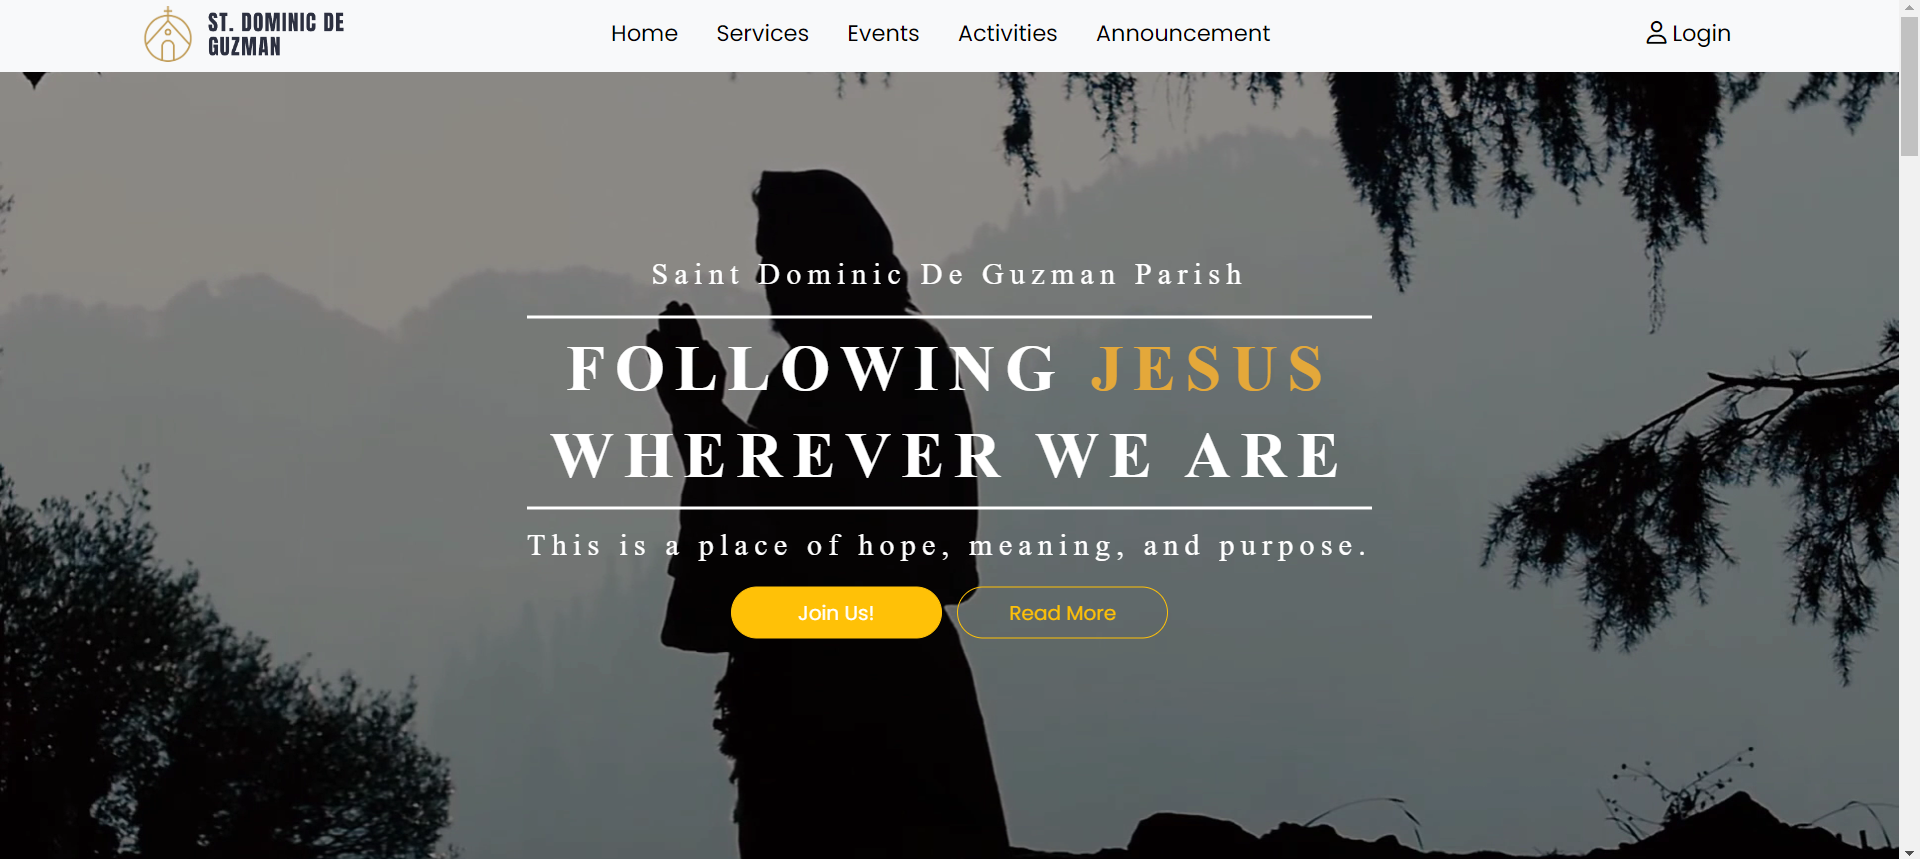 ST. DOMINIC DE
GUZMAN
Home Services Events Activities Announcement
Login
Saint Dominic De Guzman Parish
FOLLOWING JESUS
WHEREVER WE ARE
This is a place of hope, meaning, and purpose.
Join Us! Read More